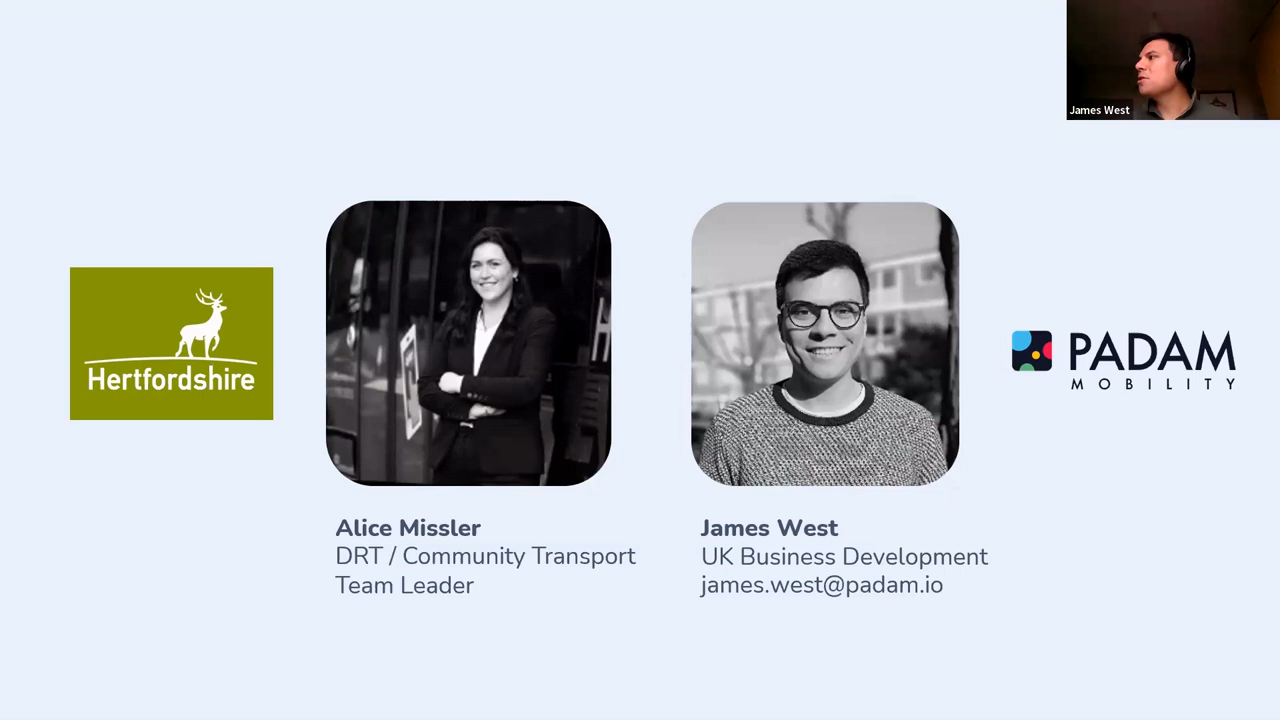 James West
Hertfordshire
PADAM
MOBILITY
Alice Missler
DRT / Community Transport
Team Leader
James West
UK Business Development
james.west@padam.io